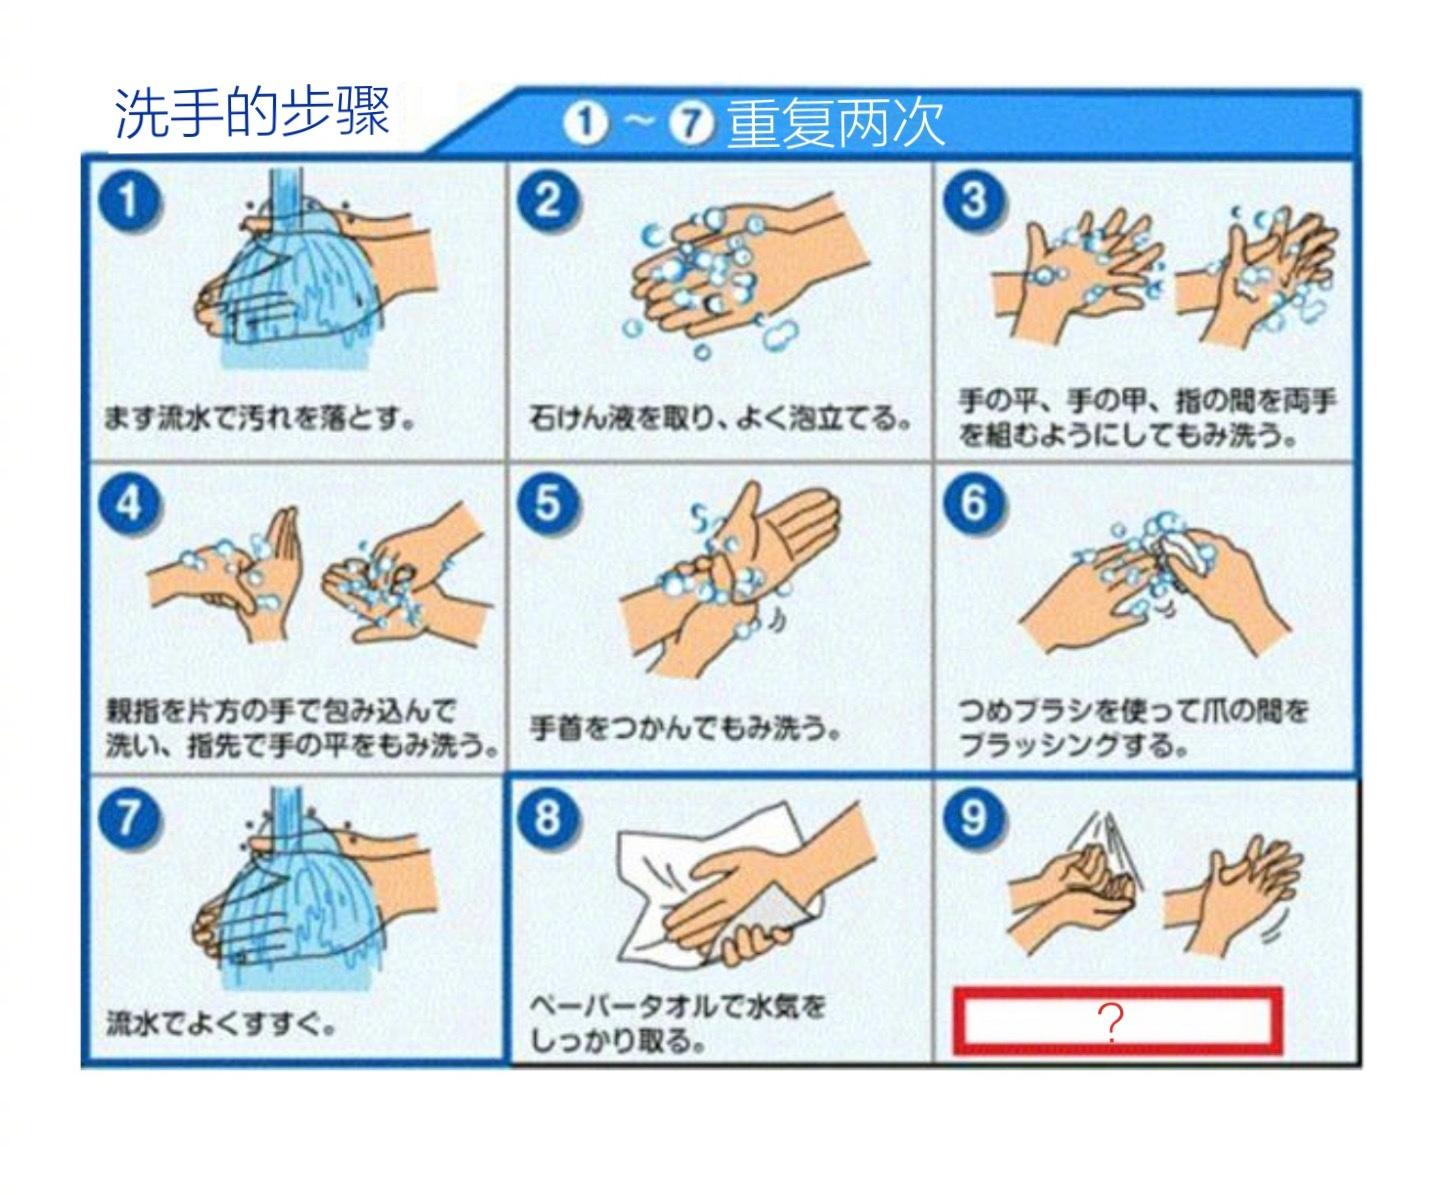 洗手的步骤
1～7重复两次
1
まず流水で汚れを落とす。
2
石けん液を取り、よく泡立てる。
3
手の平、手の甲、指の間を両手
を組むようにしてもみ洗う。
4
親指を片方の手で包み込んで
洗い、指先で手の平をもみ洗う。
5
手首をつかんでもみ洗う。
6
つめブラシを使って爪の間を
ブラッシングする。
7
流水でよくすすぐ。
8
ペーパータオルで水気を
しっかり取る。
9
？